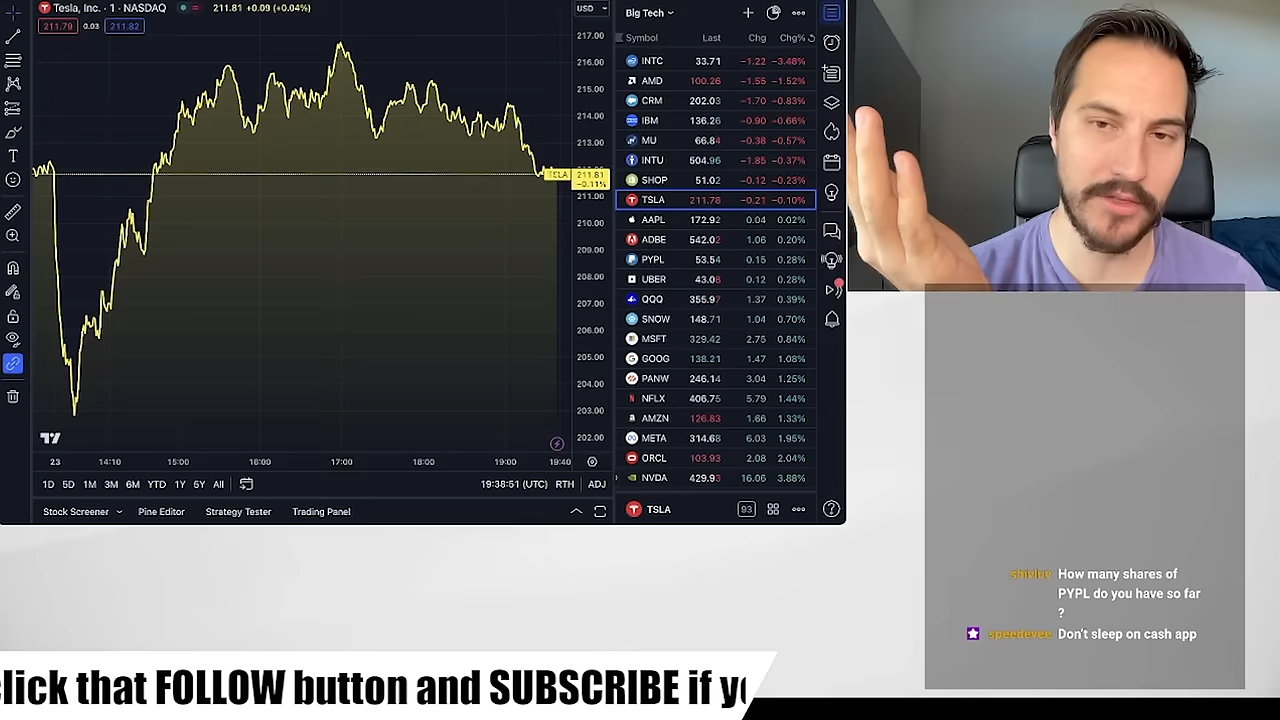 Tesla, Inc. · 1 · NASDAQ 211.81 +0.09 (+0.04%) USD
211.79 0.03 211.82
217.00
216.00
215.00
214.00
213.00
TSLA 211.81
−0.11%
211.00
210.00
209.00
208.00
207.00
206.00
205.00
204.00
203.00
202.00
23 14:10 15:00 16:00 17:00 18:00 19:00 19:40
1D 5D 1M 3M 6M YTD 1Y 5Y All 19:38:51 (UTC) RTH ADJ
Stock Screener Pine Editor Strategy Tester Trading Panel
Big Tech
Symbol Last Chg Chg%
INTC 33.71 −1.22 −3.48%
AMD 100.26 −1.55 −1.52%
CRM 202.03 −1.70 −0.83%
IBM 136.26 −0.90 −0.66%
MU 66.84 −0.38 −0.57%
INTU 504.96 −1.85 −0.37%
SHOP 51.02 −0.12 −0.23%
TSLA 211.78 −0.21 −0.10%
AAPL 172.92 0.04 0.02%
ADBE 542.02 1.06 0.20%
PYPL 53.54 0.15 0.28%
UBER 43.08 0.12 0.28%
QQQ 355.97 1.37 0.39%
SNOW 148.71 1.04 0.70%
MSFT 329.42 2.75 0.84%
GOOG 138.21 1.47 1.08%
PANW 246.14 3.04 1.25%
NFLX 406.75 5.79 1.44%
AMZN 126.83 1.66 1.33%
META 314.68 6.03 1.95%
ORCL 103.93 2.08 2.04%
NVDA 429.93 16.06 3.88%
TSLA 93
shivluv How many shares of
PYPL do you have so far
?
speedevee Don't sleep on cash app
click that FOLLOW button and SUBSCRIBE if